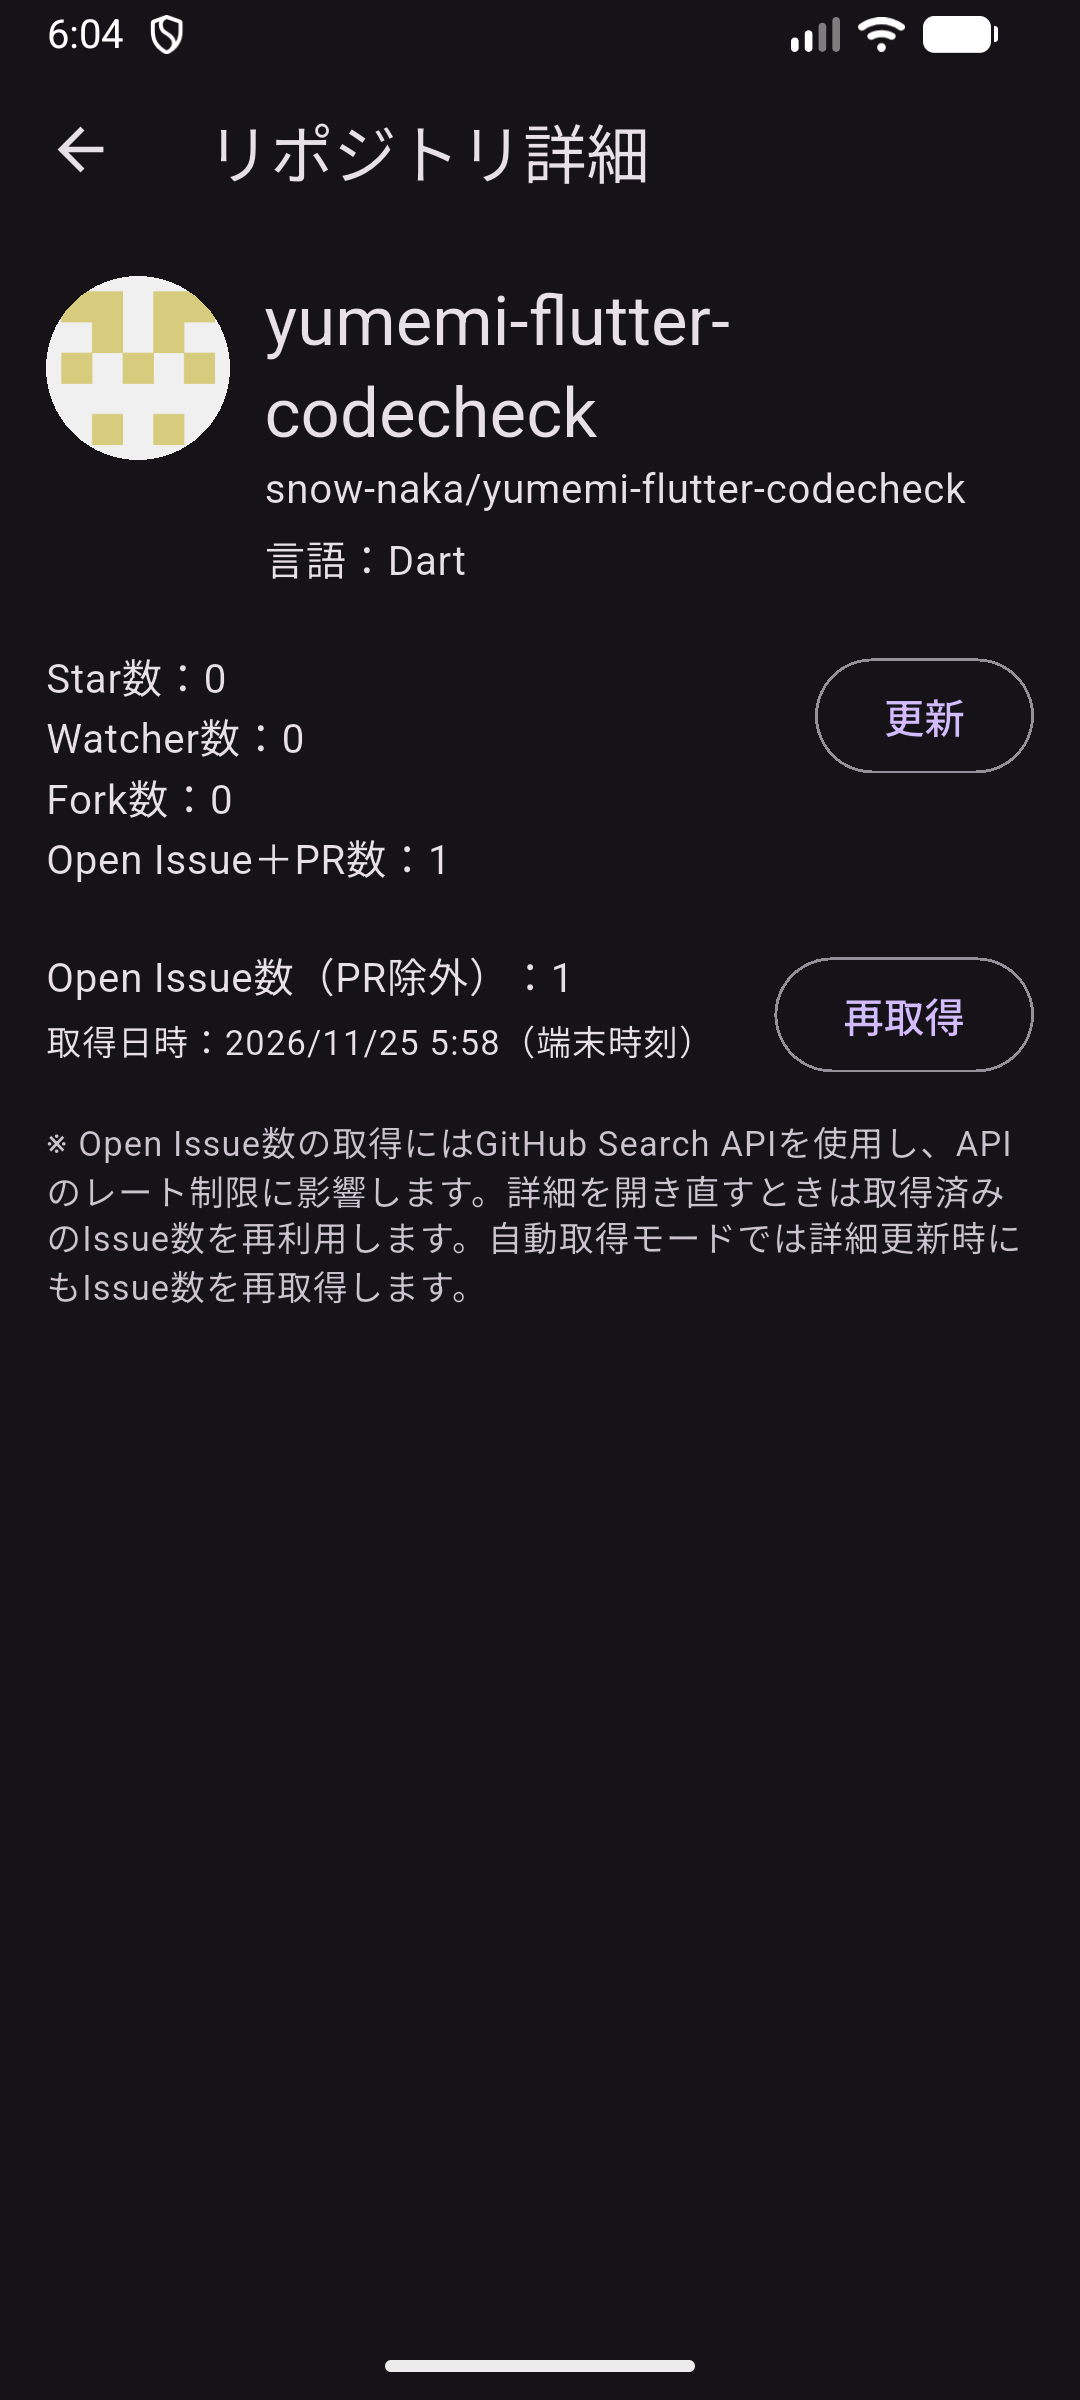 6:04
リポジトリ詳細
yumemi-flutter-
codecheck
snow-naka/yumemi-flutter-codecheck
言語：Dart
Star数：0
更新
Watcher数：0
Fork数：0
Open Issue＋PR数：1
Open Issue数（PR除外）：1
再取得
取得日時：2026/11/25 5:58（端末時刻）
※ Open Issue数の取得にはGitHub Search APIを使用し、API
のレート制限に影響します。詳細を開き直すときは取得済み
のIssue数を再利用します。自動取得モードでは詳細更新時に
もIssue数を再取得します。